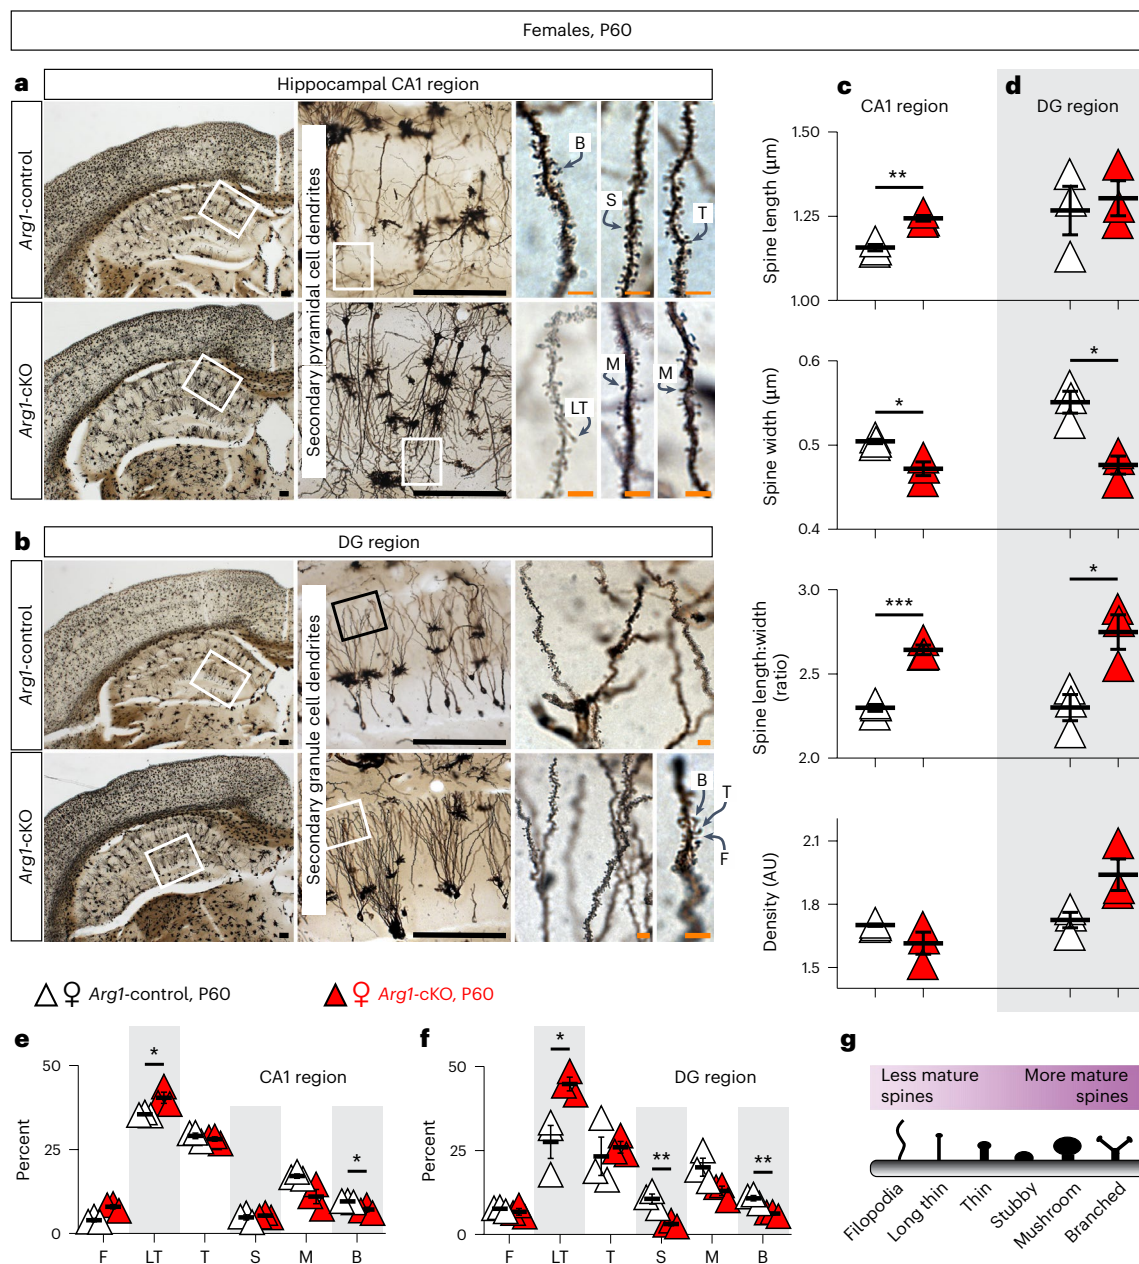 Females, P60
a
Hippocampal CA1 region
Arg1-control
Arg1-cKO
Secondary pyramidal cell dendrites
B
S
T
LT
M
M
b
DG region
Arg1-control
Arg1-cKO
Secondary granule cell dendrites
B
T
F
c
CA1 region
d
DG region
Spine length (µm)
1.50
1.25
1.00
**
Spine width (µm)
0.6
0.5
0.4
*
*
Spine length:width
(ratio)
3.0
2.5
2.0
***
*
Density (AU)
2.1
1.8
1.5
♀ Arg1-control, P60
♀ Arg1-cKO, P60
e
CA1 region
Percent
50
25
0
*
*
F LT T S M B
f
DG region
Percent
50
25
0
*
**
**
F LT T S M B
g
Less mature
spines
More mature
spines
Filopodia
Long thin
Thin
Stubby
Mushroom
Branched